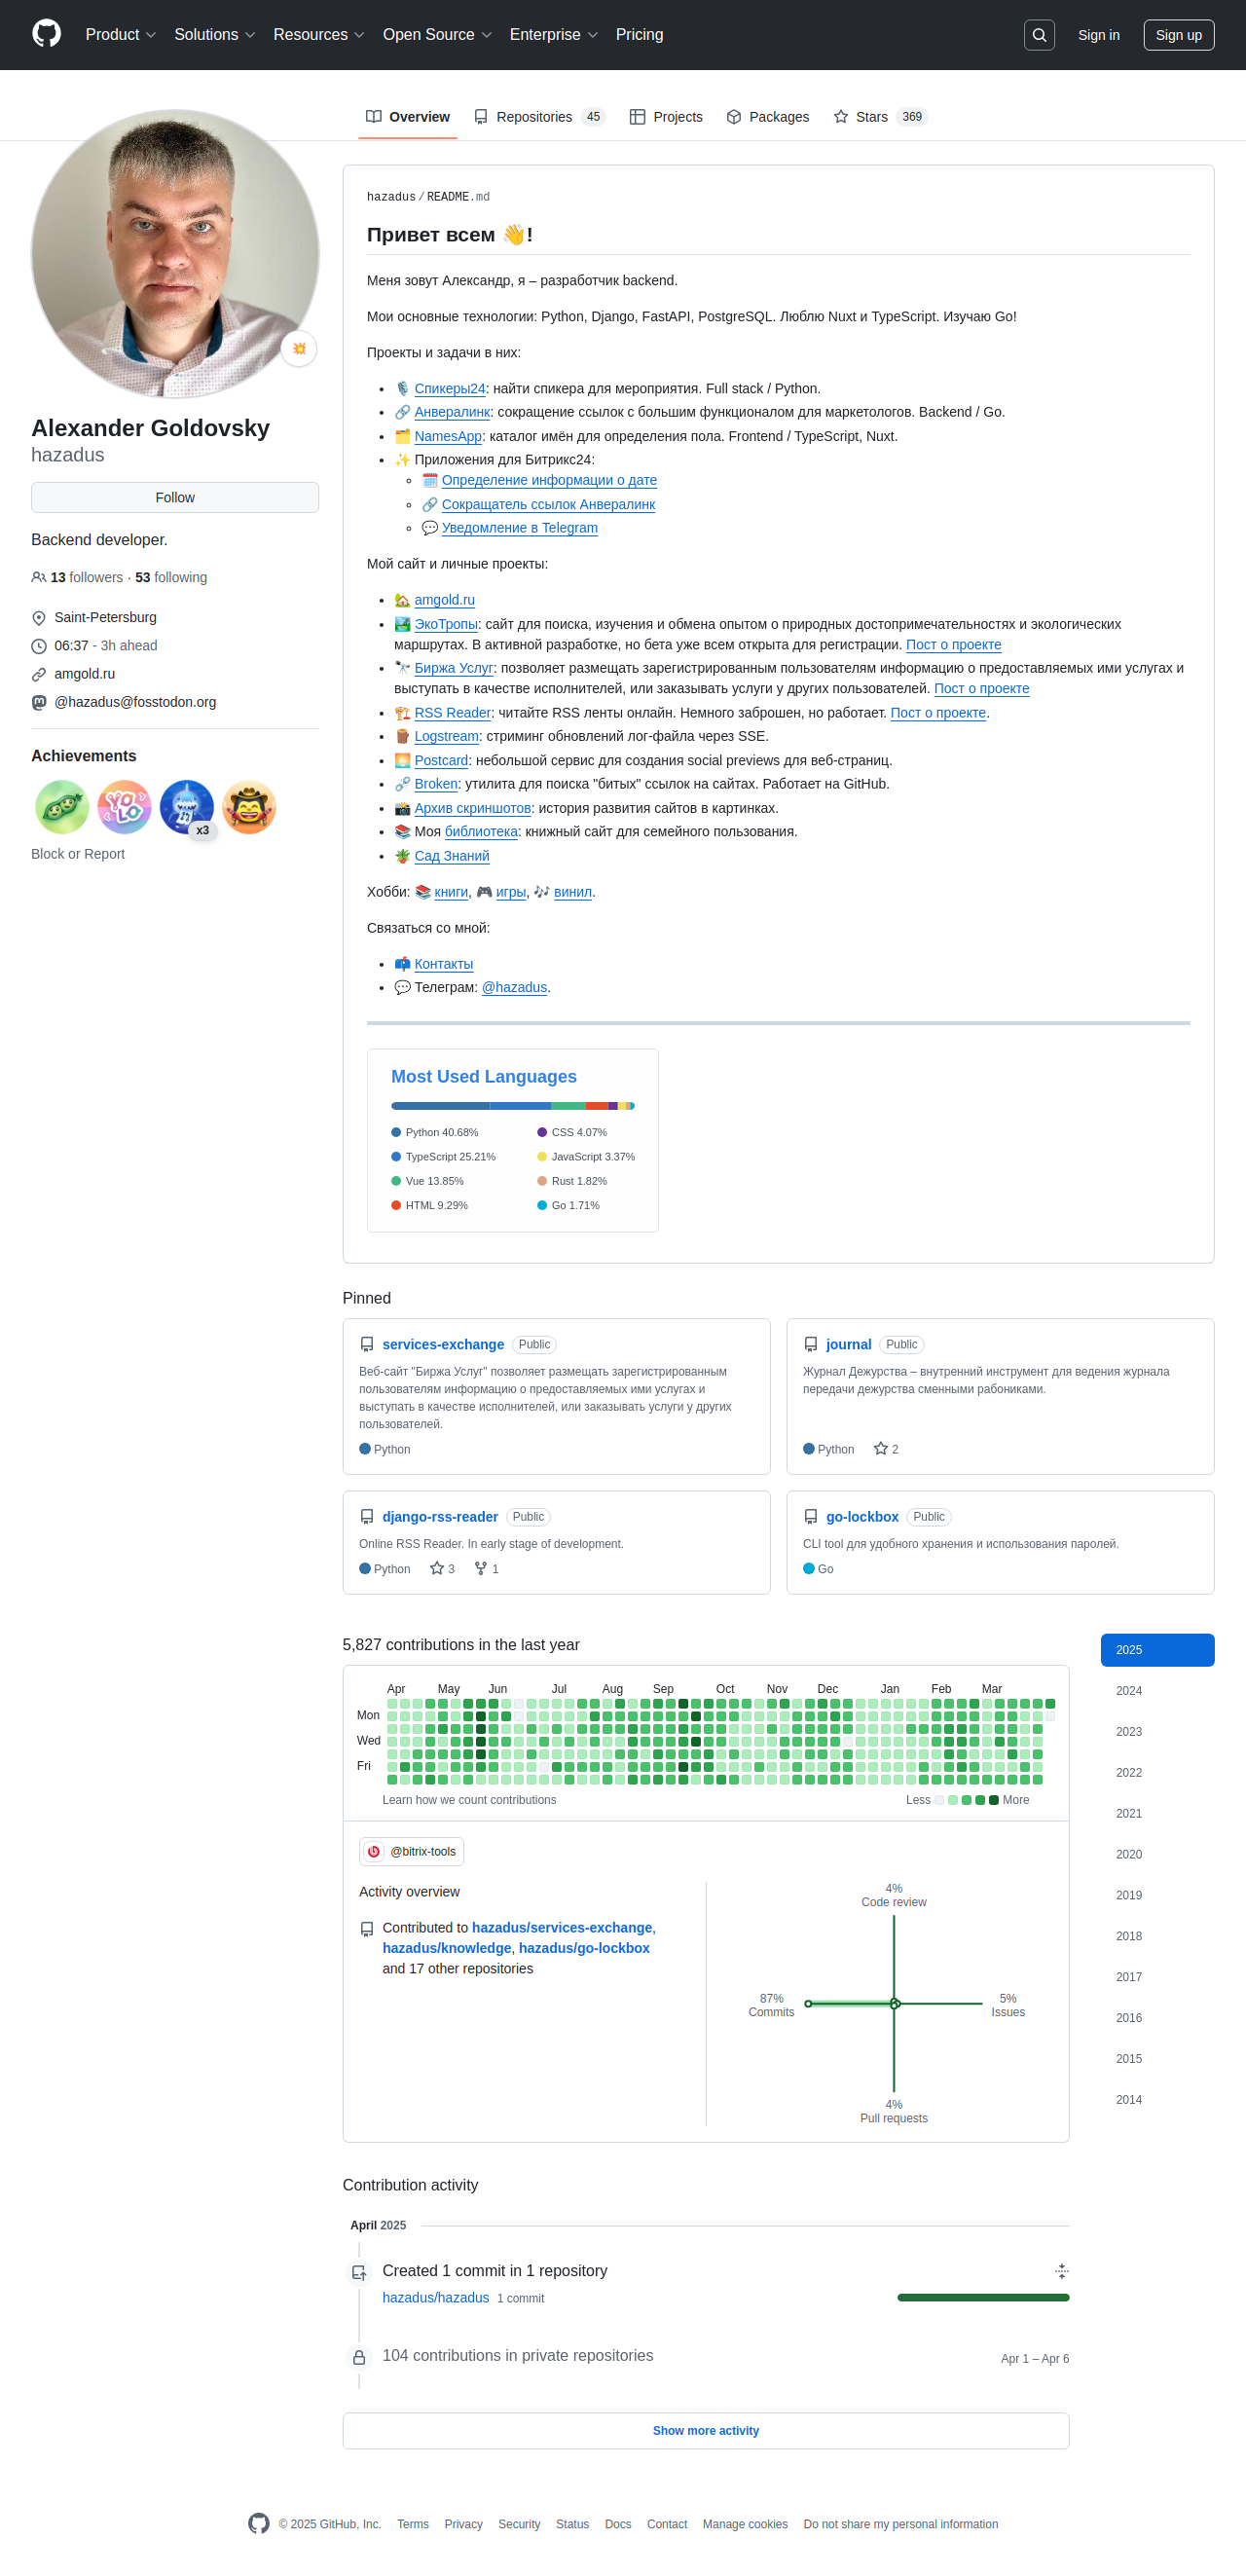 Product Solutions Resources Open Source Enterprise Pricing Sign in Sign up
Overview Repositories 45 Projects Packages Stars 369
Alexander Goldovsky
hazadus
Follow
Backend developer.
13 followers · 53 following
Saint-Petersburg
06:37 - 3h ahead
amgold.ru
@hazadus@fosstodon.org
Achievements
YOLO
x3
Block or Report
hazadus / README.md
Привет всем 👋!
Меня зовут Александр, я – разработчик backend.
Мои основные технологии: Python, Django, FastAPI, PostgreSQL. Люблю Nuxt и TypeScript. Изучаю Go!
Проекты и задачи в них:
🎙️ Спикеры24: найти спикера для мероприятия. Full stack / Python.
🔗 Анвералинк: сокращение ссылок с большим функционалом для маркетологов. Backend / Go.
🗂️ NamesApp: каталог имён для определения пола. Frontend / TypeScript, Nuxt.
✨ Приложения для Битрикс24:
🗓️ Определение информации о дате
🔗 Сокращатель ссылок Анвералинк
💬 Уведомление в Telegram
Мой сайт и личные проекты:
🏡 amgold.ru
🏞️ ЭкоТропы: сайт для поиска, изучения и обмена опытом о природных достопримечательностях и экологических
маршрутах. В активной разработке, но бета уже всем открыта для регистрации. Пост о проекте
🔭 Биржа Услуг: позволяет размещать зарегистрированным пользователям информацию о предоставляемых ими услугах и
выступать в качестве исполнителей, или заказывать услуги у других пользователей. Пост о проекте
🏗️ RSS Reader: читайте RSS ленты онлайн. Немного заброшен, но работает. Пост о проекте.
🪵 Logstream: стриминг обновлений лог-файла через SSE.
🌅 Postcard: небольшой сервис для создания social previews для веб-страниц.
🔗 Broken: утилита для поиска "битых" ссылок на сайтах. Работает на GitHub.
📸 Архив скриншотов: история развития сайтов в картинках.
📚 Моя библиотека: книжный сайт для семейного пользования.
🪴 Сад Знаний
Хобби: 📚 книги, 🎮 игры, 🎶 винил.
Связаться со мной:
📫 Контакты
💬 Телеграм: @hazadus.
Most Used Languages
Python 40.68% CSS 4.07%
TypeScript 25.21% JavaScript 3.37%
Vue 13.85% Rust 1.82%
HTML 9.29% Go 1.71%
Pinned
services-exchange Public
Веб-сайт "Биржа Услуг" позволяет размещать зарегистрированным
пользователям информацию о предоставляемых ими услугах и
выступать в качестве исполнителей, или заказывать услуги у других
пользователей.
Python
journal Public
Журнал Дежурства – внутренний инструмент для ведения журнала
передачи дежурства сменными рабониками.
Python 2
django-rss-reader Public
Online RSS Reader. In early stage of development.
Python 3 1
go-lockbox Public
CLI tool для удобного хранения и использования паролей.
Go
5,827 contributions in the last year
Apr May Jun Jul Aug Sep Oct Nov Dec Jan Feb Mar
Mon
Wed
Fri
Learn how we count contributions
Less More
@bitrix-tools
Activity overview
Contributed to hazadus/services-exchange,
hazadus/knowledge, hazadus/go-lockbox
and 17 other repositories
4%
Code review
87%
Commits
5%
Issues
4%
Pull requests
2025
2024
2023
2022
2021
2020
2019
2018
2017
2016
2015
2014
Contribution activity
April 2025
Created 1 commit in 1 repository
hazadus/hazadus 1 commit
104 contributions in private repositories Apr 1 – Apr 6
Show more activity
© 2025 GitHub, Inc. Terms Privacy Security Status Docs Contact Manage cookies Do not share my personal information